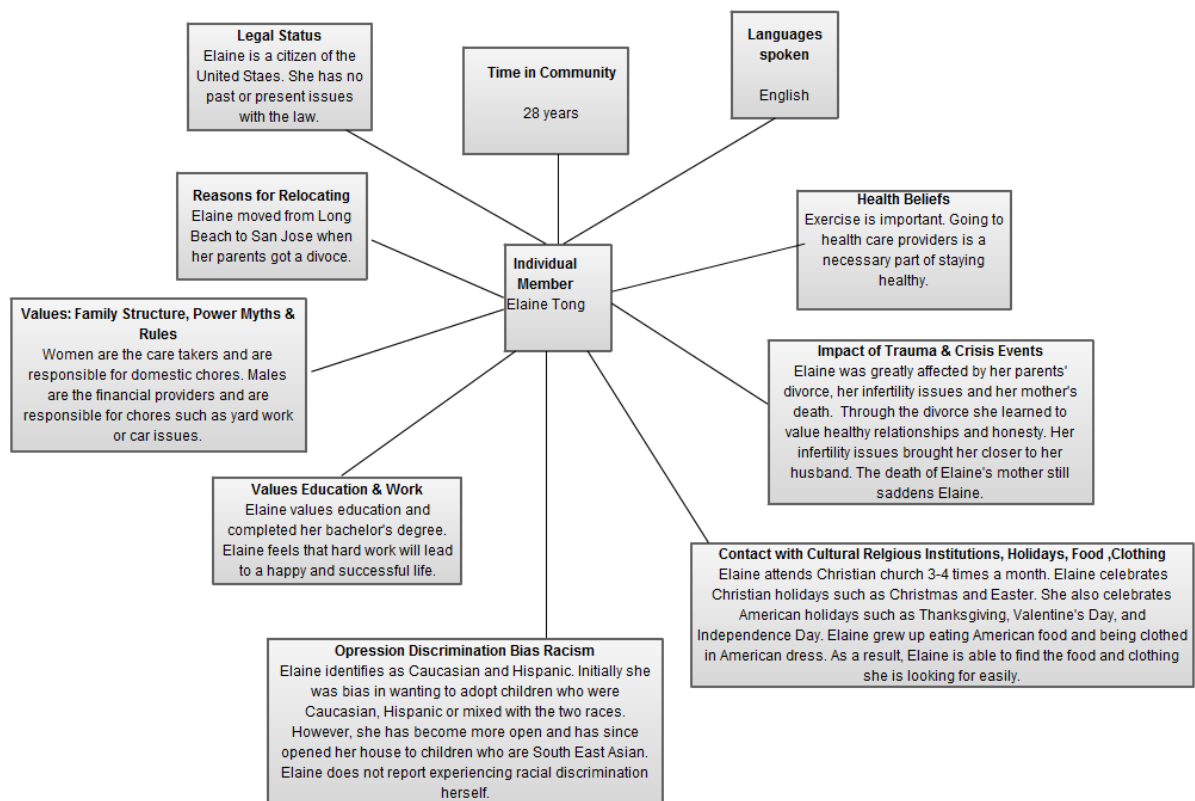 Legal Status
Elaine is a citizen of the
United Staes. She has no
past or present issues
with the law.
Time in Community
28 years
Languages
spoken
English
Reasons for Relocating
Elaine moved from Long
Beach to San Jose when
her parents got a divoce.
Individual
Member
Elaine Tong
Health Beliefs
Exercise is important. Going to
health care providers is a
necessary part of staying
healthy.
Values: Family Structure, Power Myths &
Rules
Women are the care takers and are
responsible for domestic chores. Males
are the financial providers and are
responsible for chores such as yard work
or car issues.
Impact of Trauma & Crisis Events
Elaine was greatly affected by her parents'
divorce, her infertility issues and her mother's
death. Through the divorce she learned to
value healthy relationships and honesty. Her
infertility issues brought her closer to her
husband. The death of Elaine's mother still
saddens Elaine.
Values Education & Work
Elaine values education and
completed her bachelor's degree.
Elaine feels that hard work will lead
to a happy and successful life.
Contact with Cultural Relgious Institutions, Holidays, Food ,Clothing
Elaine attends Christian church 3-4 times a month. Elaine celebrates
Christian holidays such as Christmas and Easter. She also celebrates
American holidays such as Thanksgiving, Valentine's Day, and
Independence Day. Elaine grew up eating American food and being clothed
in American dress. As a result, Elaine is able to find the food and clothing
she is looking for easily.
Opression Discrimination Bias Racism
Elaine identifies as Caucasian and Hispanic. Initially she
was bias in wanting to adopt children who were
Caucasian, Hispanic or mixed with the two races.
However, she has become more open and has since
opened her house to children who are South East Asian.
Elaine does not report experiencing racial discrimination
herself.